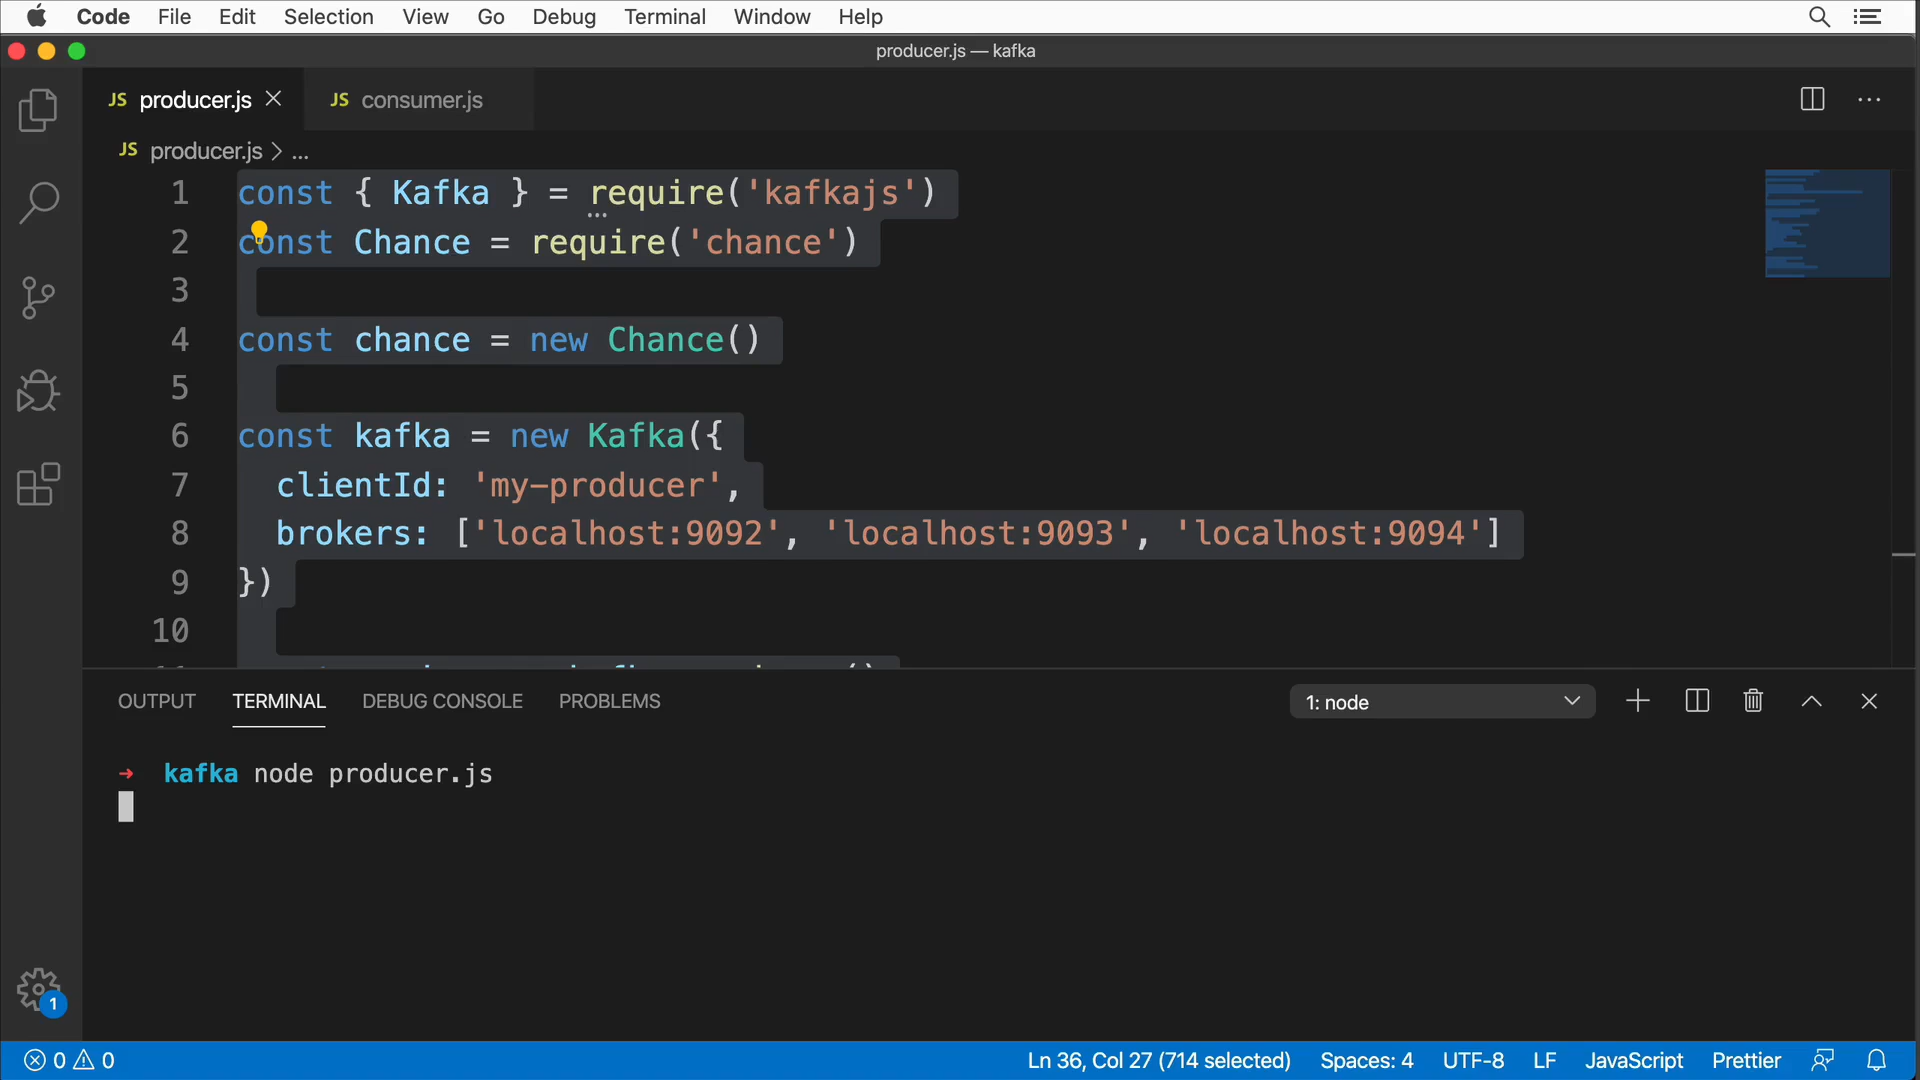 Code File Edit Selection View Go Debug Terminal Window Help
producer.js — kafka
JS producer.js JS consumer.js
JS producer.js > ...
1 const { Kafka } = require('kafkajs')
2 const Chance = require('chance')
3
4 const chance = new Chance()
5
6 const kafka = new Kafka({
7 clientId: 'my-producer',
8 brokers: ['localhost:9092', 'localhost:9093', 'localhost:9094']
9 })
10
OUTPUT TERMINAL DEBUG CONSOLE PROBLEMS 1: node
→ kafka node producer.js
1
0 0 Ln 36, Col 27 (714 selected) Spaces: 4 UTF-8 LF JavaScript Prettier